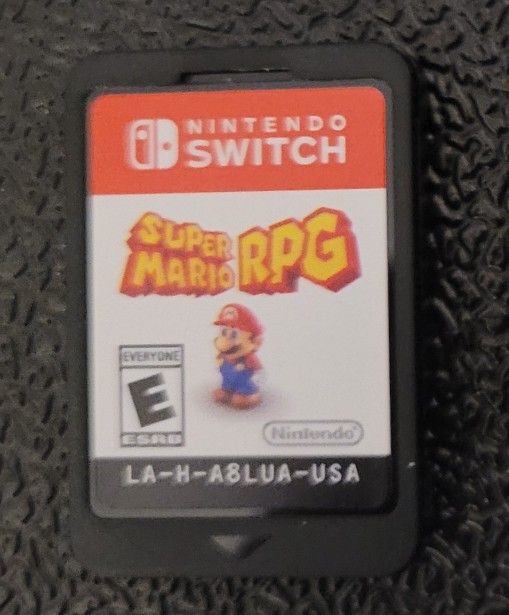 NINTENDO
SWITCH
SUPER
MARIO RPG
EVERYONE
E
ESRB
Nintendo
LA-H-A8LUA-USA